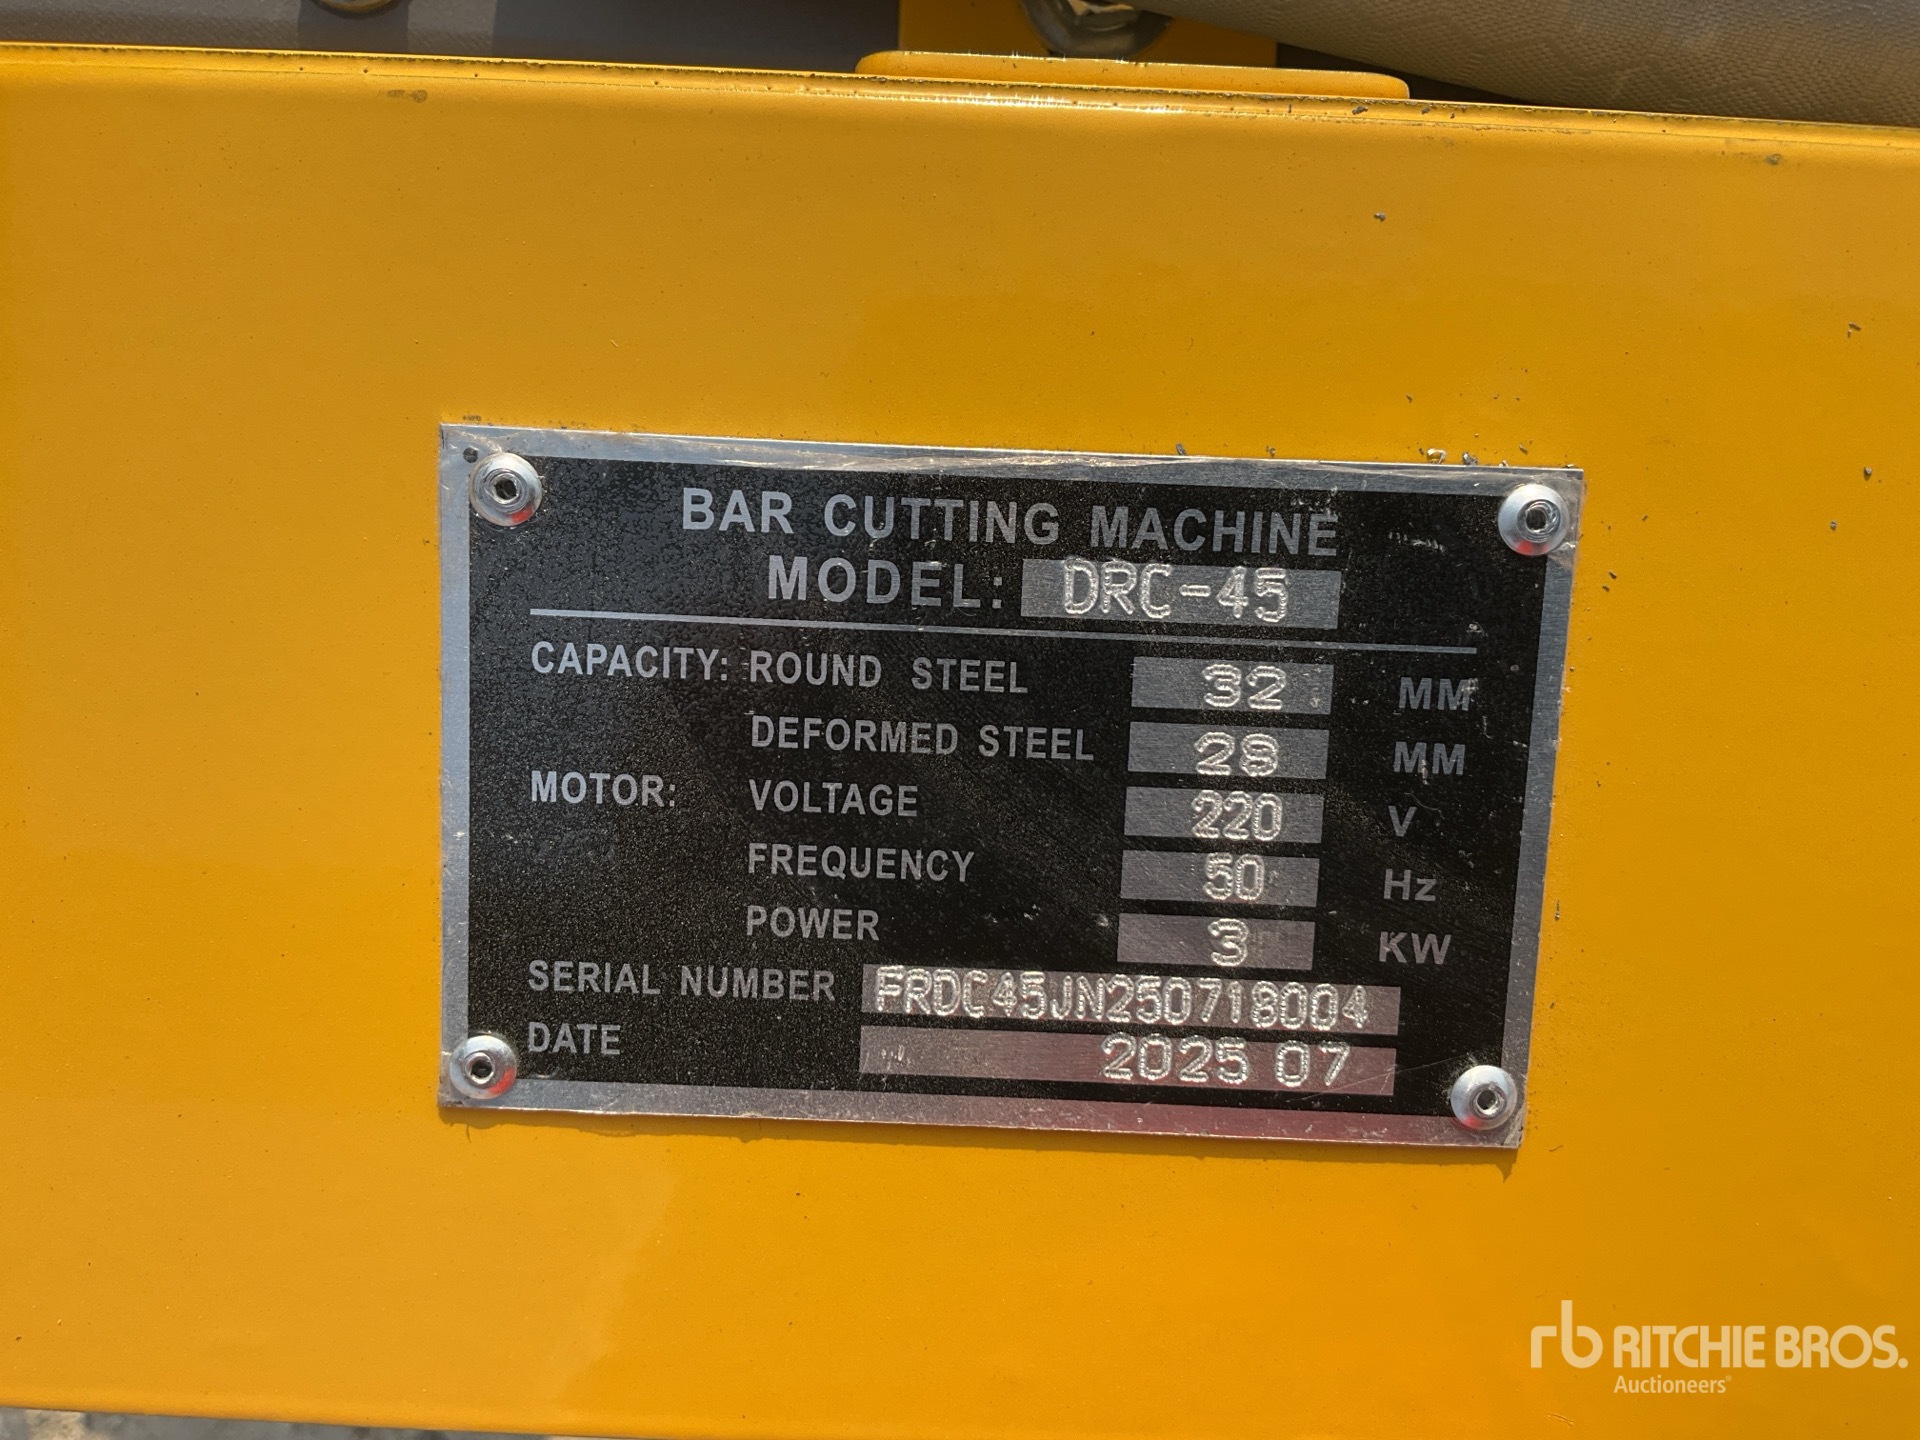 BAR CUTTING MACHINE
MODEL: DRC-45
CAPACITY: ROUND STEEL 32 MM
DEFORMED STEEL 28 MM
MOTOR: VOLTAGE 220 V
FREQUENCY 50 Hz
POWER 3 KW
SERIAL NUMBER FRDC45JN250718004
DATE 2025 07
rb RITCHIE BROS.
Auctioneers®